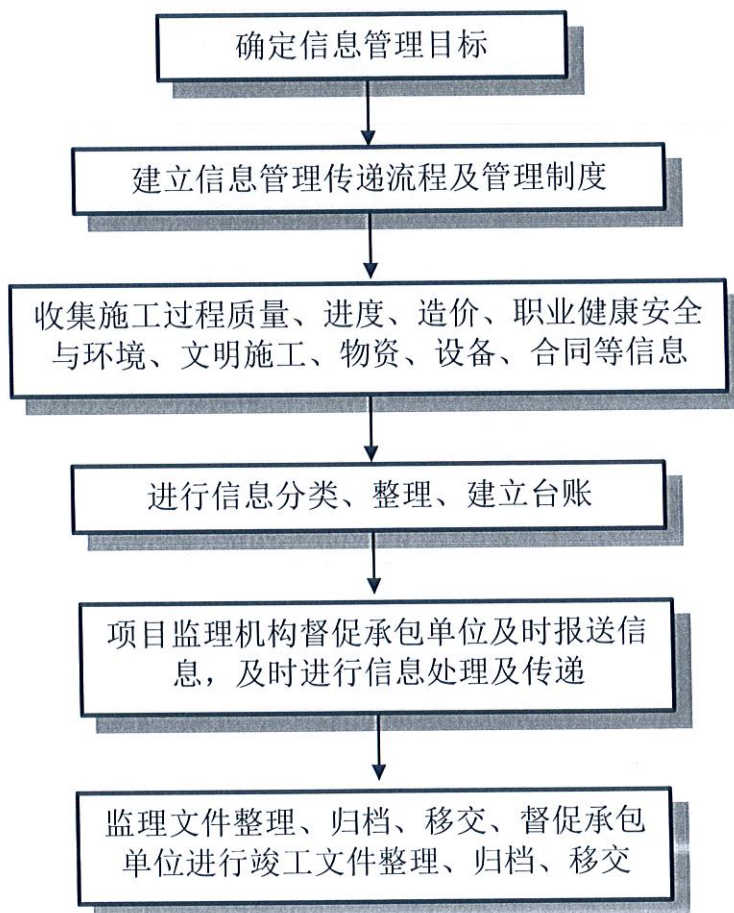 确定信息管理目标
建立信息管理传递流程及管理制度
收集施工过程质量、进度、造价、职业健康安全
与环境、文明施工、物资、设备、合同等信息
进行信息分类、整理、建立台账
项目监理机构督促承包单位及时报送信
息，及时进行信息处理及传递
监理文件整理、归档、移交、督促承包
单位进行竣工文件整理、归档、移交